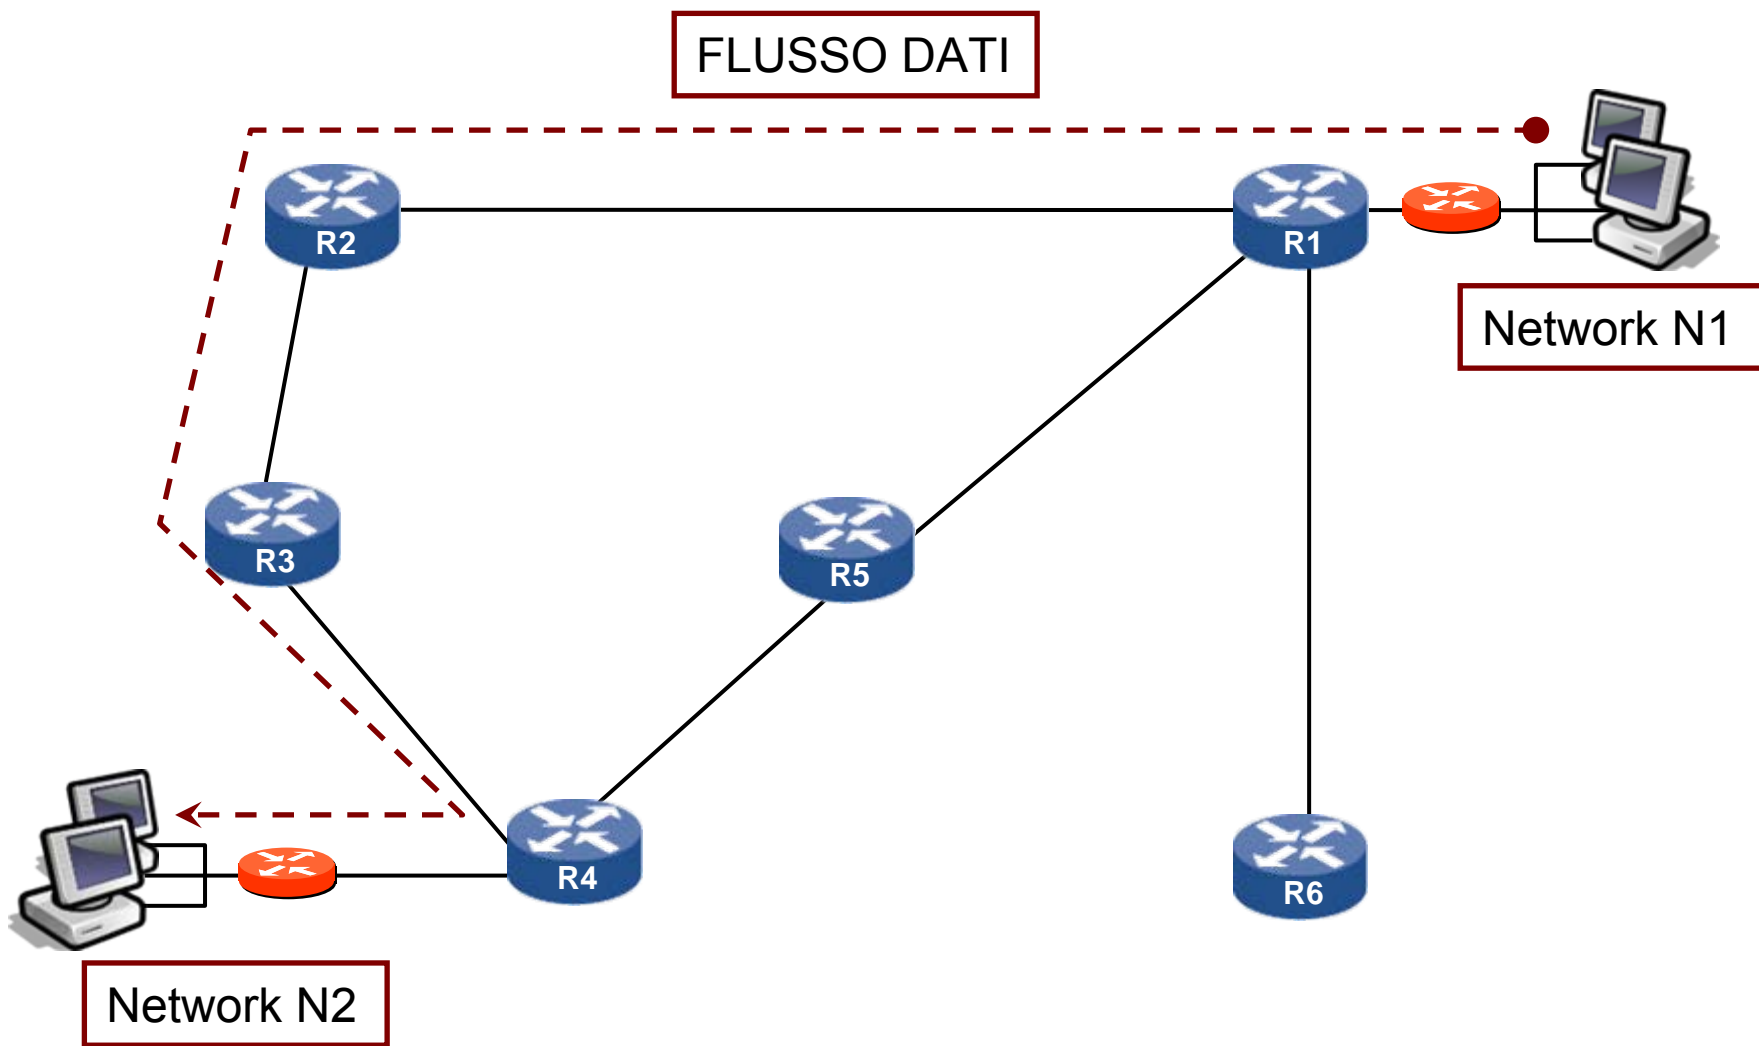 FLUSSO DATI
R2
R1
Network N1
R3
R5
R4
R6
Network N2